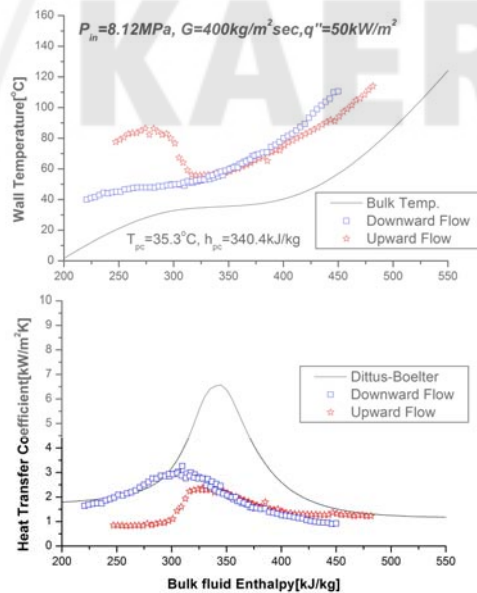 KAER
P_in=8.12MPa, G=400kg/m²sec,q''=50kW/m²
160
140
120
100
80
60
40
20
0
Wall Temperature[°C]
Bulk Temp.
Downward Flow
Upward Flow
T_pc=35.3°C, h_pc=340.4kJ/kg
200 250 300 350 400 450 500 550
10
9
8
7
6
5
4
3
2
1
0
Heat Transfer Coefficient[kW/m²K]
Dittus-Boelter
Downward Flow
Upward Flow
200 250 300 350 400 450 500 550
Bulk fluid Enthalpy[kJ/kg]